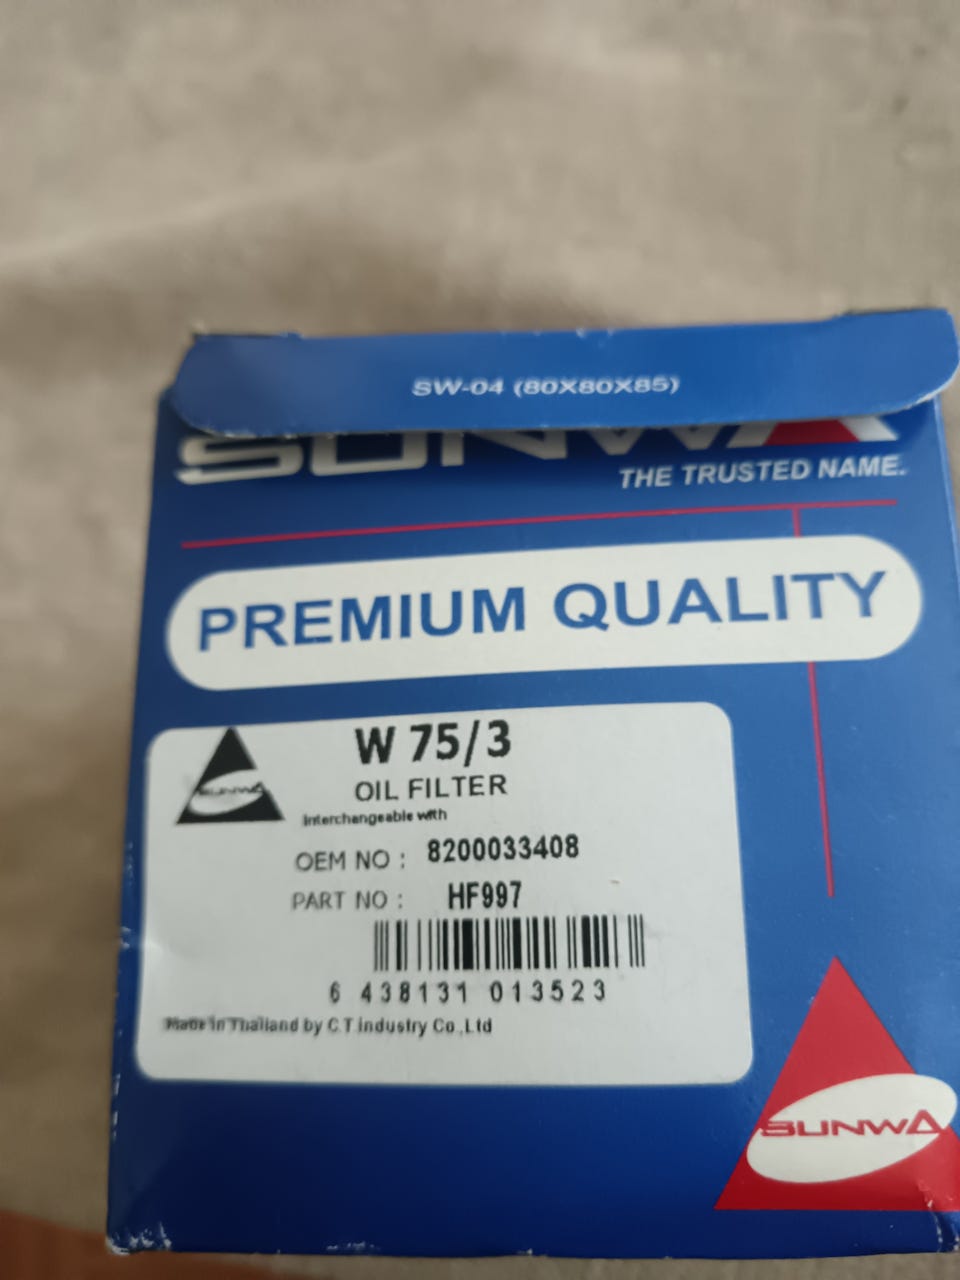 SW-04 (80X80X85)
SUNWA
THE TRUSTED NAME.
PREMIUM QUALITY
W 75/3
SUNWA
OIL FILTER
Interchangeable with
OEM NO : 8200033408
PART NO : HF997
6 438131 013523
Made in Thailand by C.T.industry Co.,Ltd
SUNWA